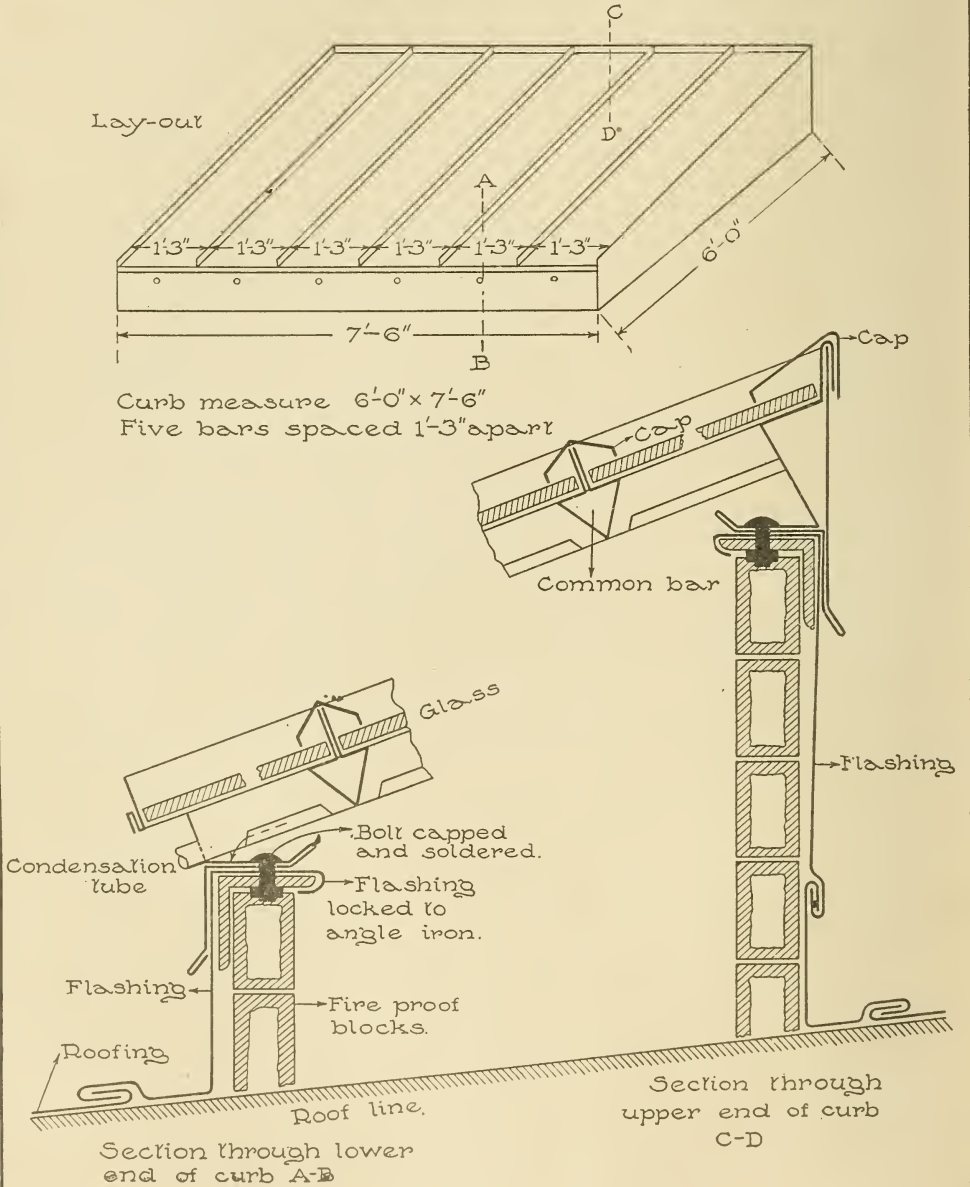 C
Lay-out
D
A
1'-3" 1'-3" 1'-3" 1'-3" 1'-3" 1'-3"
6'-0"
7'-6"
B
Curb measure 6'-0" x 7'-6"
Five bars spaced 1'-3" apart
Cap
Cap
Common bar
Glass
Flashing
Bolt capped
and soldered.
Condensation
tube
Flashing
locked to
angle iron.
Flashing
Fire proof
blocks.
Roofing
Roof line.
Section through lower
end of curb A-B
Section through
upper end of curb
C-D